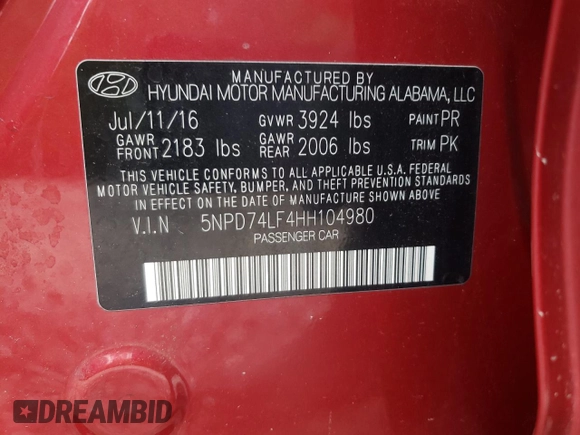 MANUFACTURED BY
HYUNDAI MOTOR MANUFACTURING ALABAMA, LLC
Jul/11/16 GVWR 3924 lbs PAINT PR
GAWR FRONT 2183 lbs GAWR REAR 2006 lbs TRIM PK
THIS VEHICLE CONFORMS TO ALL APPLICABLE U.S.A. FEDERAL
MOTOR VEHICLE SAFETY, BUMPER, AND THEFT PREVENTION STANDARDS
IN EFFECT ON THE DATE OF MANUFACTURE SHOWN ABOVE
V.I.N 5NPD74LF4HH104980
PASSENGER CAR
DREAMBID